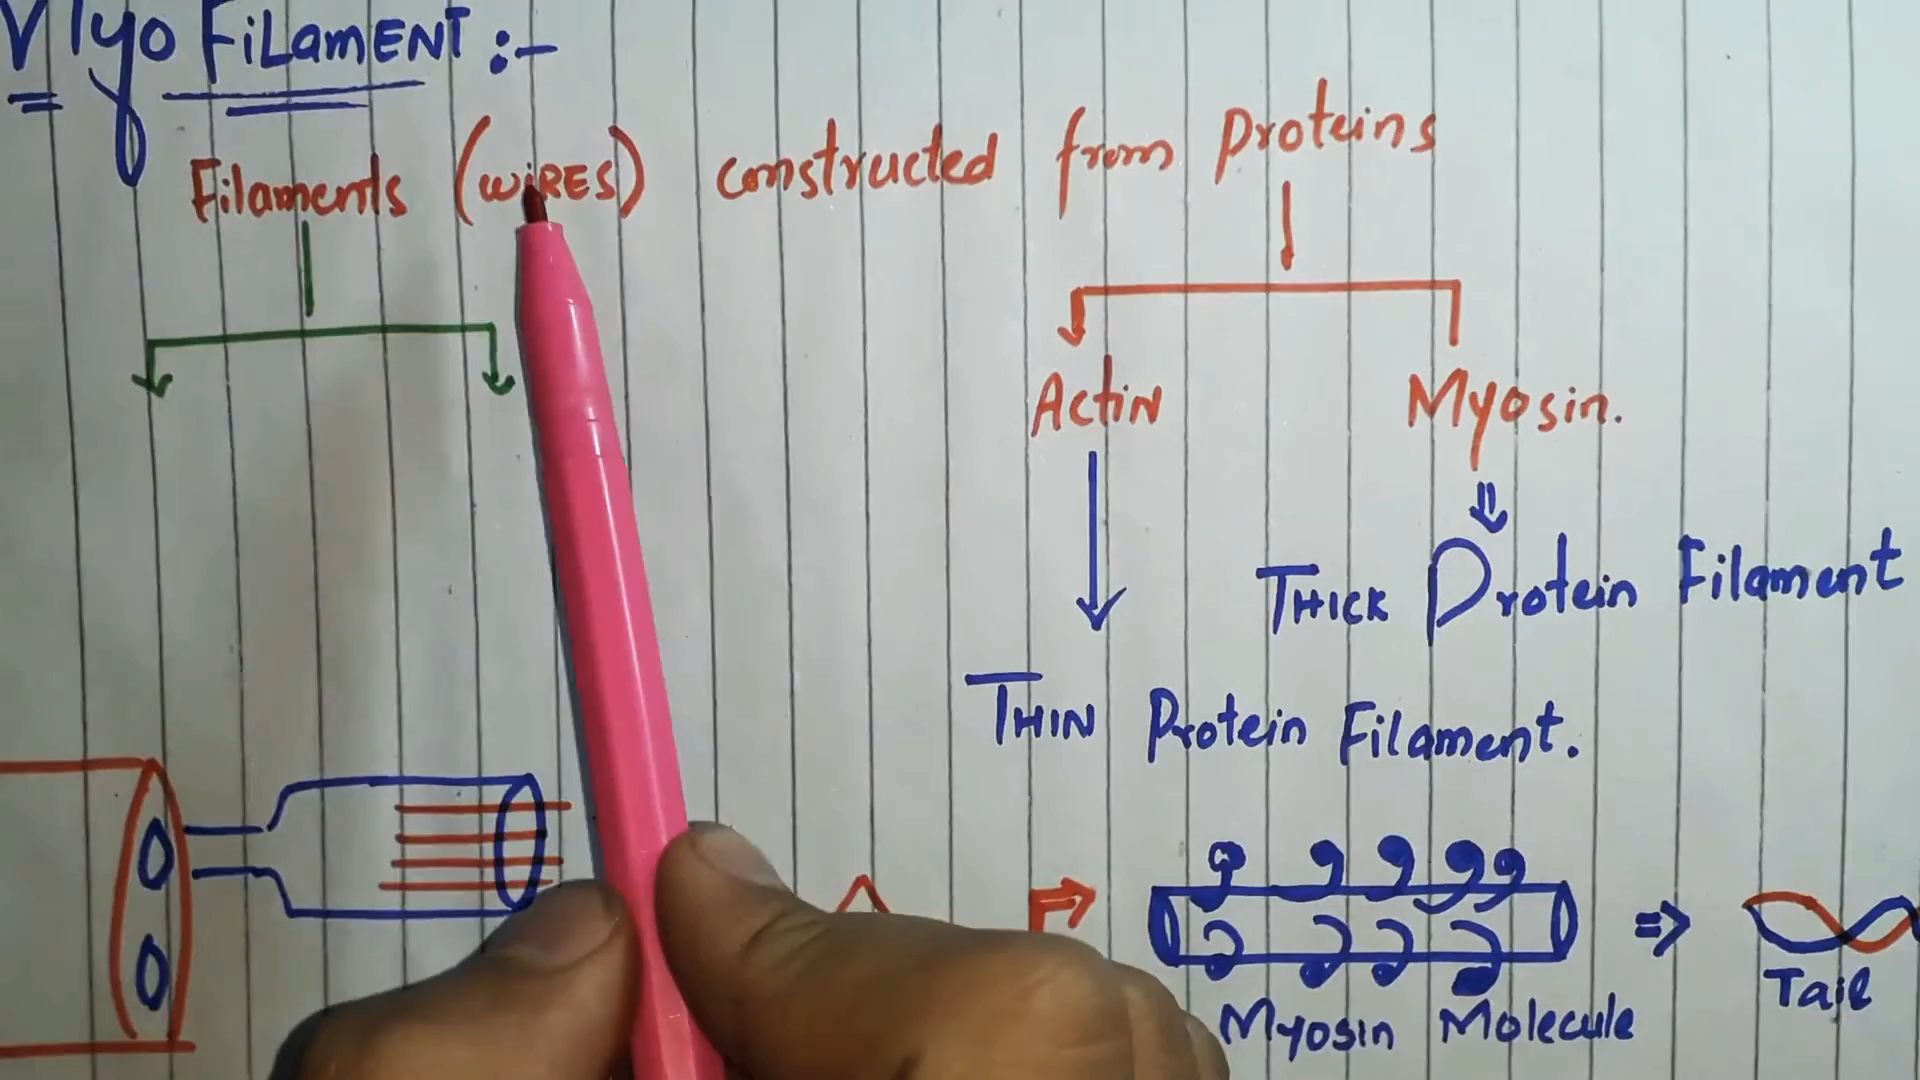 Myo FiLamENT :-
Filaments (WiRES) constructed from Proteins
Actin Myosin.
THICK Protein Filament
THIN Protein Filament.
Myosin Molecule
Tail